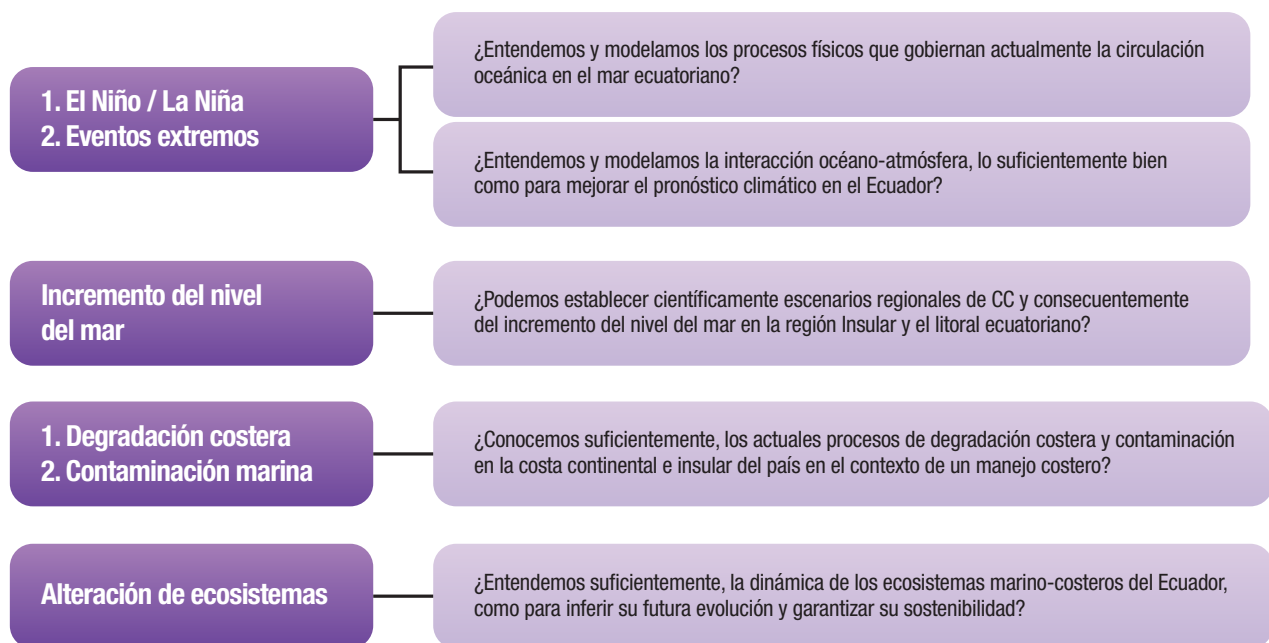 1. El Niño / La Niña
2. Eventos extremos
¿Entendemos y modelamos los procesos físicos que gobiernan actualmente la circulación
oceánica en el mar ecuatoriano?
¿Entendemos y modelamos la interacción océano-atmósfera, lo suficientemente bien
como para mejorar el pronóstico climático en el Ecuador?
Incremento del nivel
del mar
¿Podemos establecer científicamente escenarios regionales de CC y consecuentemente
del incremento del nivel del mar en la región Insular y el litoral ecuatoriano?
1. Degradación costera
2. Contaminación marina
¿Conocemos suficientemente, los actuales procesos de degradación costera y contaminación
en la costa continental e insular del país en el contexto de un manejo costero?
Alteración de ecosistemas
¿Entendemos suficientemente, la dinámica de los ecosistemas marino-costeros del Ecuador,
como para inferir su futura evolución y garantizar su sostenibilidad?